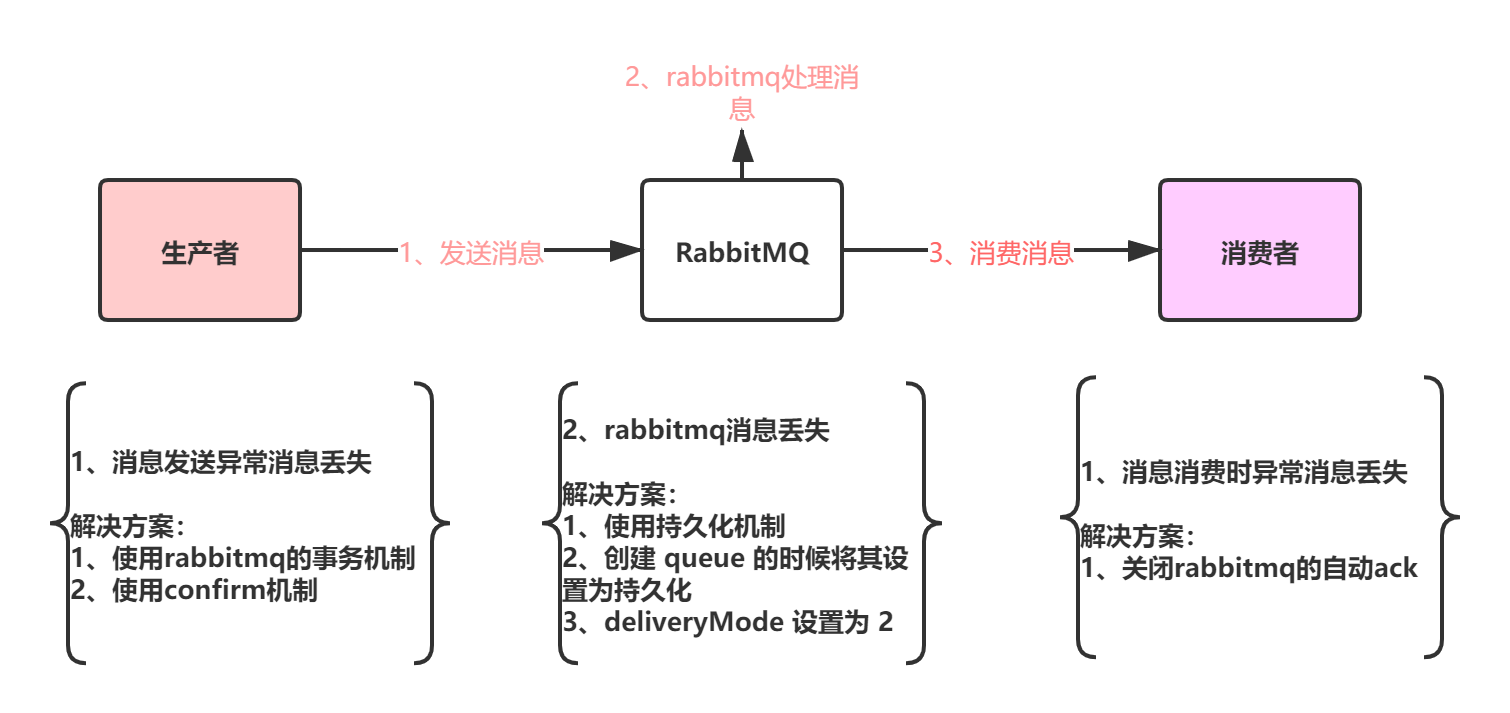 2、rabbitmq处理消
息
生产者
1、发送消息
RabbitMQ
3、消费消息
消费者
1、消息发送异常消息丢失
解决方案：
1、使用rabbitmq的事务机制
2、使用confirm机制
2、rabbitmq消息丢失
解决方案：
1、使用持久化机制
2、创建 queue 的时候将其设
置为持久化
3、deliveryMode 设置为 2
1、消息消费时异常消息丢失
解决方案：
1、关闭rabbitmq的自动ack